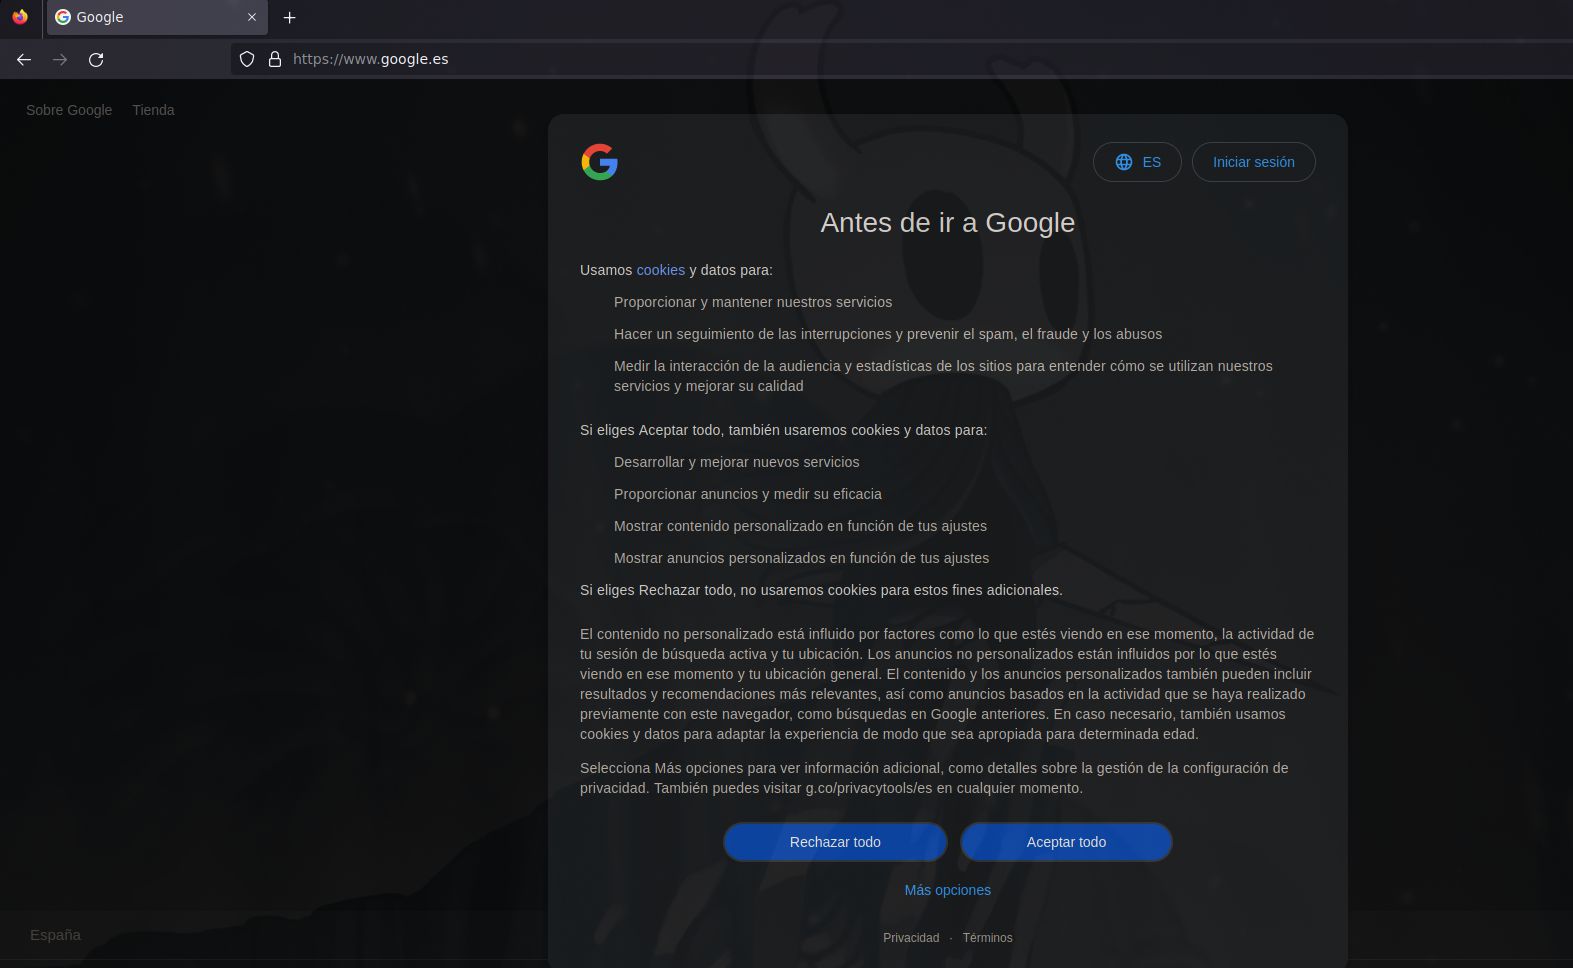 Google
https://www.google.es
Sobre Google Tienda
ES Iniciar sesión
Antes de ir a Google
Usamos cookies y datos para:
Proporcionar y mantener nuestros servicios
Hacer un seguimiento de las interrupciones y prevenir el spam, el fraude y los abusos
Medir la interacción de la audiencia y estadísticas de los sitios para entender cómo se utilizan nuestros
servicios y mejorar su calidad
Si eliges Aceptar todo, también usaremos cookies y datos para:
Desarrollar y mejorar nuevos servicios
Proporcionar anuncios y medir su eficacia
Mostrar contenido personalizado en función de tus ajustes
Mostrar anuncios personalizados en función de tus ajustes
Si eliges Rechazar todo, no usaremos cookies para estos fines adicionales.
El contenido no personalizado está influido por factores como lo que estés viendo en ese momento, la actividad de
tu sesión de búsqueda activa y tu ubicación. Los anuncios no personalizados están influidos por lo que estés
viendo en ese momento y tu ubicación general. El contenido y los anuncios personalizados también pueden incluir
resultados y recomendaciones más relevantes, así como anuncios basados en la actividad que se haya realizado
previamente con este navegador, como búsquedas en Google anteriores. En caso necesario, también usamos
cookies y datos para adaptar la experiencia de modo que sea apropiada para determinada edad.
Selecciona Más opciones para ver información adicional, como detalles sobre la gestión de la configuración de
privacidad. También puedes visitar g.co/privacytools/es en cualquier momento.
Rechazar todo Aceptar todo
Más opciones
España
Privacidad · Términos